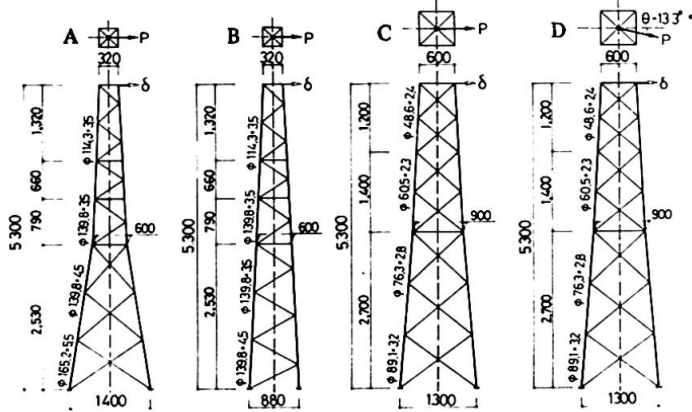 A
P
320
δ
1,320
660
790
2,530
5300
φ114,3×3,5
φ139,8×3,5
φ139,8×4,5
φ165,2×5,5
600
1400
B
P
320
δ
1,320
660
790
2,530
5300
φ114,3×3,5
φ139,8×3,5
φ139,8×3,5
φ139,8×4,5
600
880
C
P
600
δ
1,200
1,400
2,700
5300
φ48,6×2,4
φ60,5×2,3
φ76,3×2,8
φ89,1×3,2
900
1300
D
θ-13,3°
P
600
δ
1,200
1,400
2,700
5300
φ48,6×2,4
φ60,5×2,3
φ76,3×2,8
φ89,1×3,2
900
1300